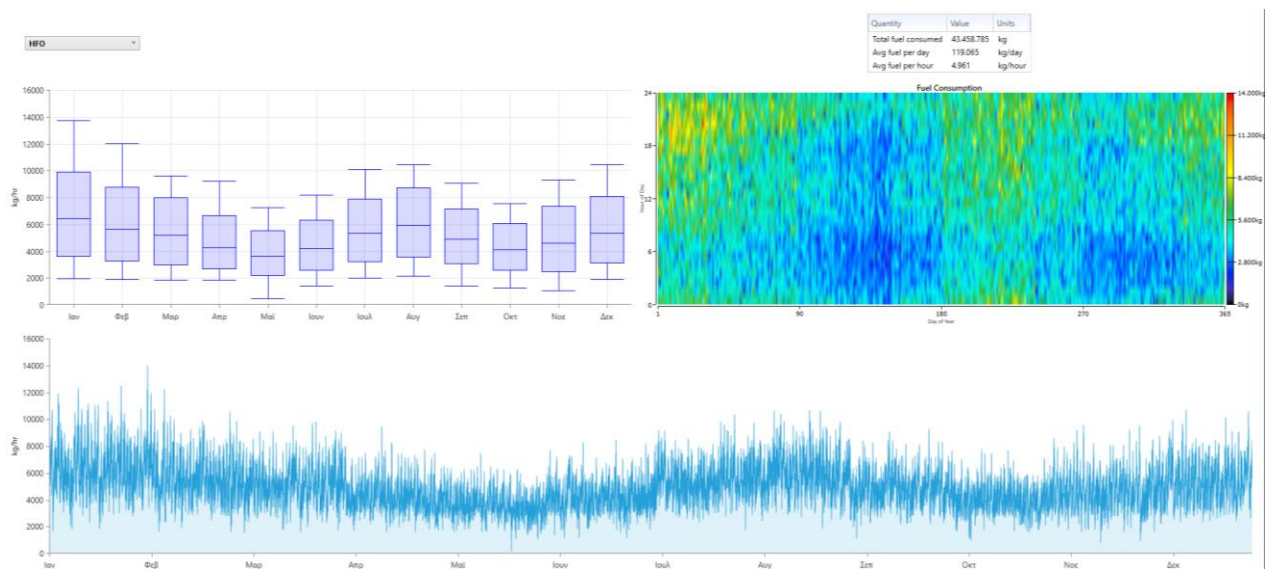 HFO
Quantity Value Units
Total fuel consumed 43.458.785 kg
Avg fuel per day 119.065 kg/day
Avg fuel per hour 4.961 kg/hour
16000
14000
12000
10000
8000
6000
4000
2000
0
kg/hr
Ιαν Φεβ Μαρ Απρ Μαϊ Ιουν Ιουλ Αυγ Σεπ Οκτ Νοε Δεκ
Fuel Consumption
24
18
12
6
0
Hour of Day
1 90 180 270 365
Day of Year
14.000kg
11.200kg
8.400kg
5.600kg
2.800kg
0kg
16000
14000
12000
10000
8000
6000
4000
2000
0
kg/hr
Ιαν Φεβ Μαρ Απρ Μαϊ Ιουν Ιουλ Αυγ Σεπ Οκτ Νοε Δεκ